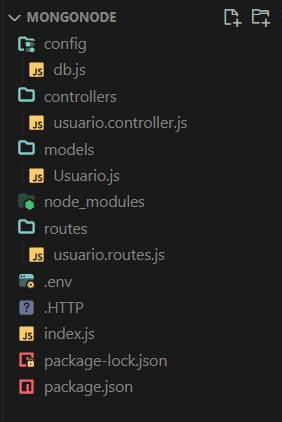 MONGONODE
config
db.js
controllers
usuario.controller.js
models
Usuario.js
node_modules
routes
usuario.routes.js
.env
.HTTP
index.js
package-lock.json
package.json